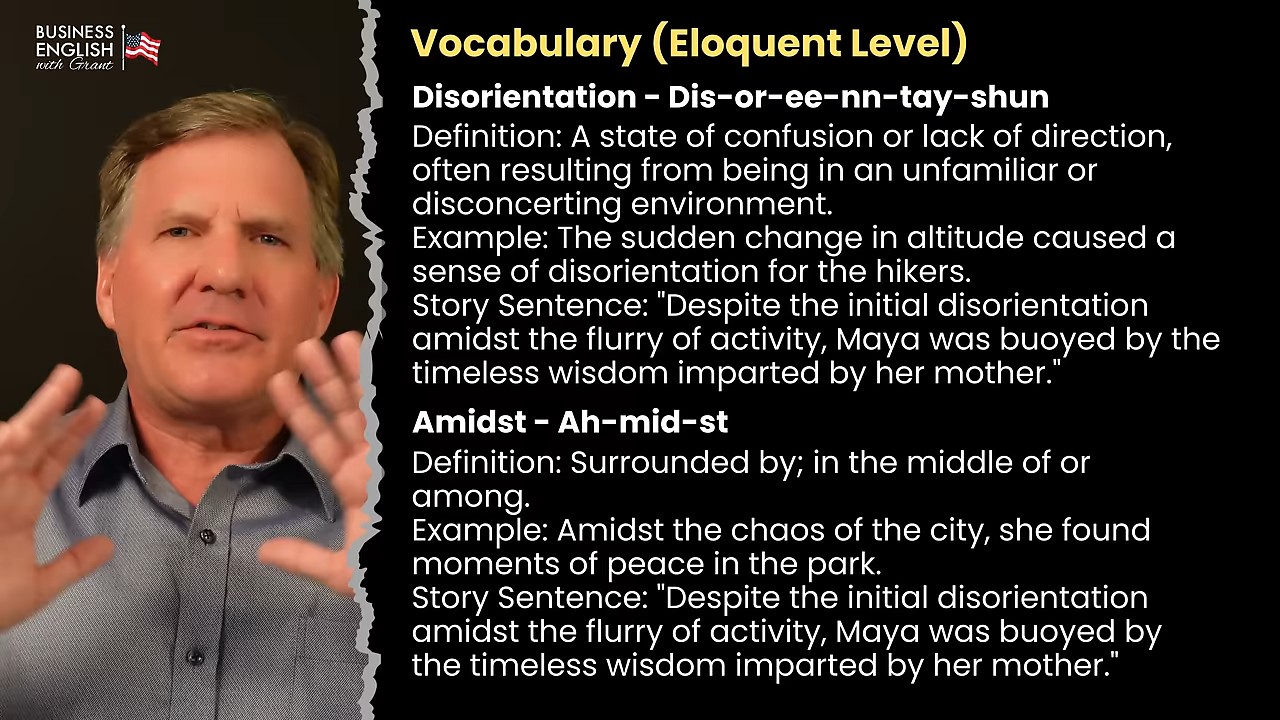 BUSINESS
ENGLISH
with Grant
Vocabulary (Eloquent Level)
Disorientation - Dis-or-ee-nn-tay-shun
Definition: A state of confusion or lack of direction,
often resulting from being in an unfamiliar or
disconcerting environment.
Example: The sudden change in altitude caused a
sense of disorientation for the hikers.
Story Sentence: "Despite the initial disorientation
amidst the flurry of activity, Maya was buoyed by the
timeless wisdom imparted by her mother."
Amidst - Ah-mid-st
Definition: Surrounded by; in the middle of or
among.
Example: Amidst the chaos of the city, she found
moments of peace in the park.
Story Sentence: "Despite the initial disorientation
amidst the flurry of activity, Maya was buoyed by
the timeless wisdom imparted by her mother."